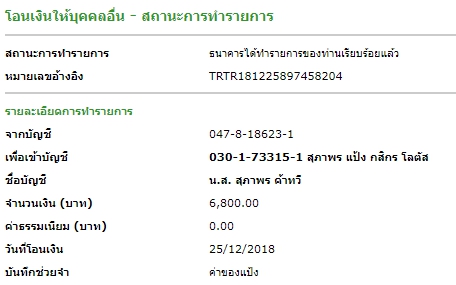 โอนเงินให้บุคคลอื่น - สถานะการทำรายการ
สถานะการทำรายการ ธนาคารได้ทำรายการของท่านเรียบร้อยแล้ว
หมายเลขอ้างอิง TRTR181225897458204
รายละเอียดการทำรายการ
จากบัญชี 047-8-18623-1
เพื่อเข้าบัญชี 030-1-73315-1 สุภาพร แป้ง กสิกร โลตัส
ชื่อบัญชี น.ส. สุภาพร ค้าทวี
จำนวนเงิน (บาท) 6,800.00
ค่าธรรมเนียม (บาท) 0.00
วันที่โอนเงิน 25/12/2018
บันทึกช่วยจำ ค่าของแป้ง